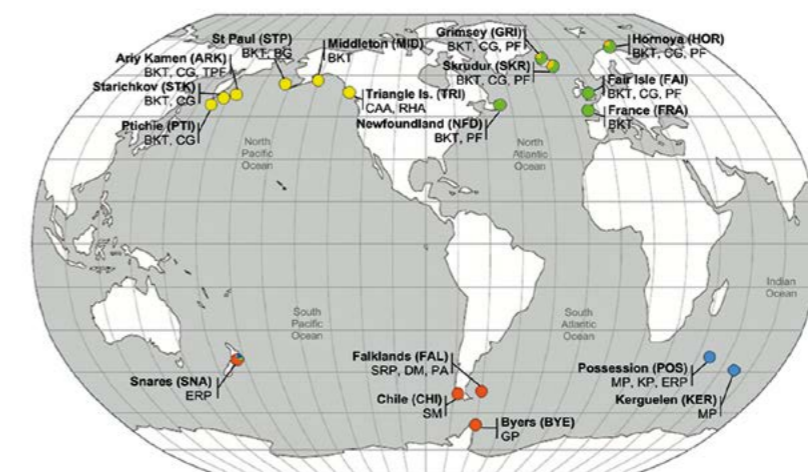 St Paul (STP)
BKT, BG
Middleton (MID)
BKT
Grimsey (GRI)
BKT, CG, PF
Hornoya (HOR)
BKT, CG, PF
Ariy Kamen (ARK)
BKT, CG, TPF
Skrudur (SKR)
BKT, CG, PF
Starichkov (STK)
BKT, CG
Triangle Is. (TRI)
CAA, RHA
Fair Isle (FAI)
BKT, CG, PF
Ptichie (PTI)
BKT, CG
Newfoundland (NFD)
BKT, PF
France (FRA)
BKT
North
Pacific
Ocean
North
Atlantic
Ocean
Indian
Ocean
South
Pacific
Ocean
South
Atlantic
Ocean
Snares (SNA)
ERP
Falklands (FAL)
SRP, DM, PA
Chile (CHI)
SM
Byers (BYE)
GP
Possession (POS)
MP, KP, ERP
Kerguelen (KER)
MP